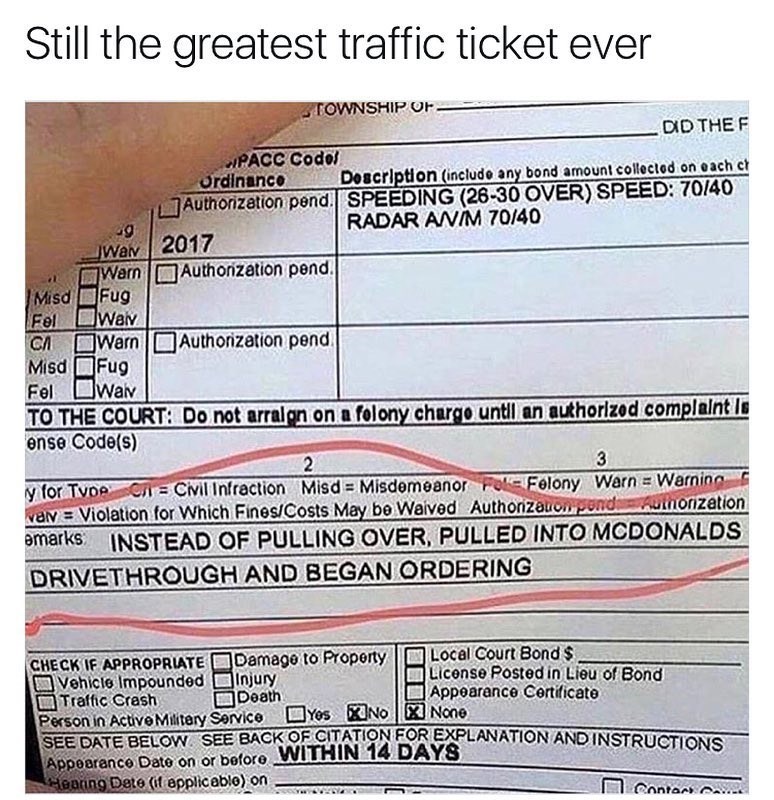 Still the greatest traffic ticket ever
TOWNSHIP OF
DID THE F
PACC Code/
Ordinance
Description (include any bond amount collected on each ch
Authorization pend.
SPEEDING (26-30 OVER) SPEED: 70/40
RADAR A/V/M 70/40
Waiv 2017
Warn Authorization pend.
Misd Fug
Fel Waiv
C/I Warn Authorization pend.
Misd Fug
Fel Waiv
TO THE COURT: Do not arraign on a felony charge until an authorized complaint is
ense Code(s)
2 3
y for Type C/I = Civil Infraction Misd = Misdemeanor Fel = Felony Warn = Warning F
Waiv = Violation for Which Fines/Costs May be Waived Authorization pend = Authorization
emarks: INSTEAD OF PULLING OVER, PULLED INTO MCDONALDS
DRIVETHROUGH AND BEGAN ORDERING
CHECK IF APPROPRIATE Damage to Property Local Court Bond $
Vehicle Impounded Injury License Posted in Lieu of Bond
Traffic Crash Death Appearance Certificate
Person in Active Military Service Yes No None
SEE DATE BELOW. SEE BACK OF CITATION FOR EXPLANATION AND INSTRUCTIONS
Appearance Date on or before WITHIN 14 DAYS
Hearing Date (if applicable) on
Contact